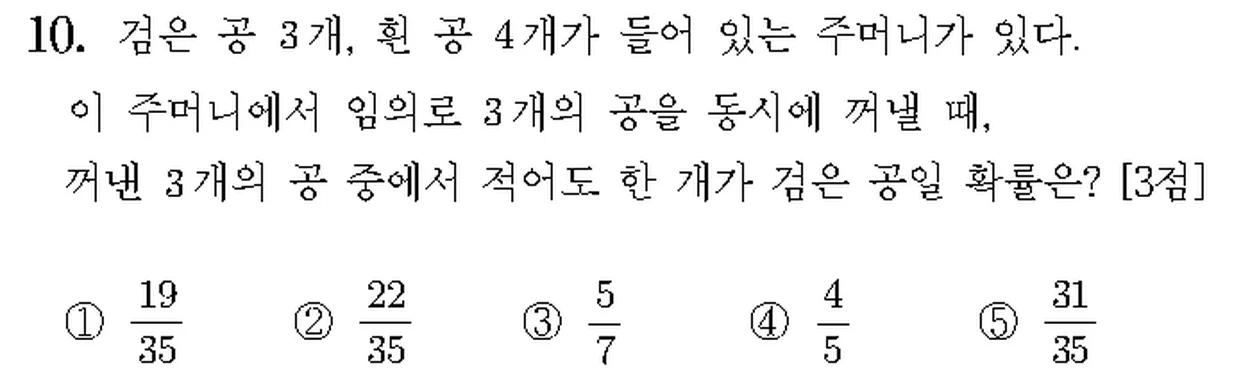 10. 검은 공 3개, 흰 공 4개가 들어 있는 주머니가 있다.
이 주머니에서 임의로 3개의 공을 동시에 꺼낼 때,
꺼낸 3개의 공 중에서 적어도 한 개가 검은 공일 확률은? [3점]
① 19/35 ② 22/35 ③ 5/7 ④ 4/5 ⑤ 31/35